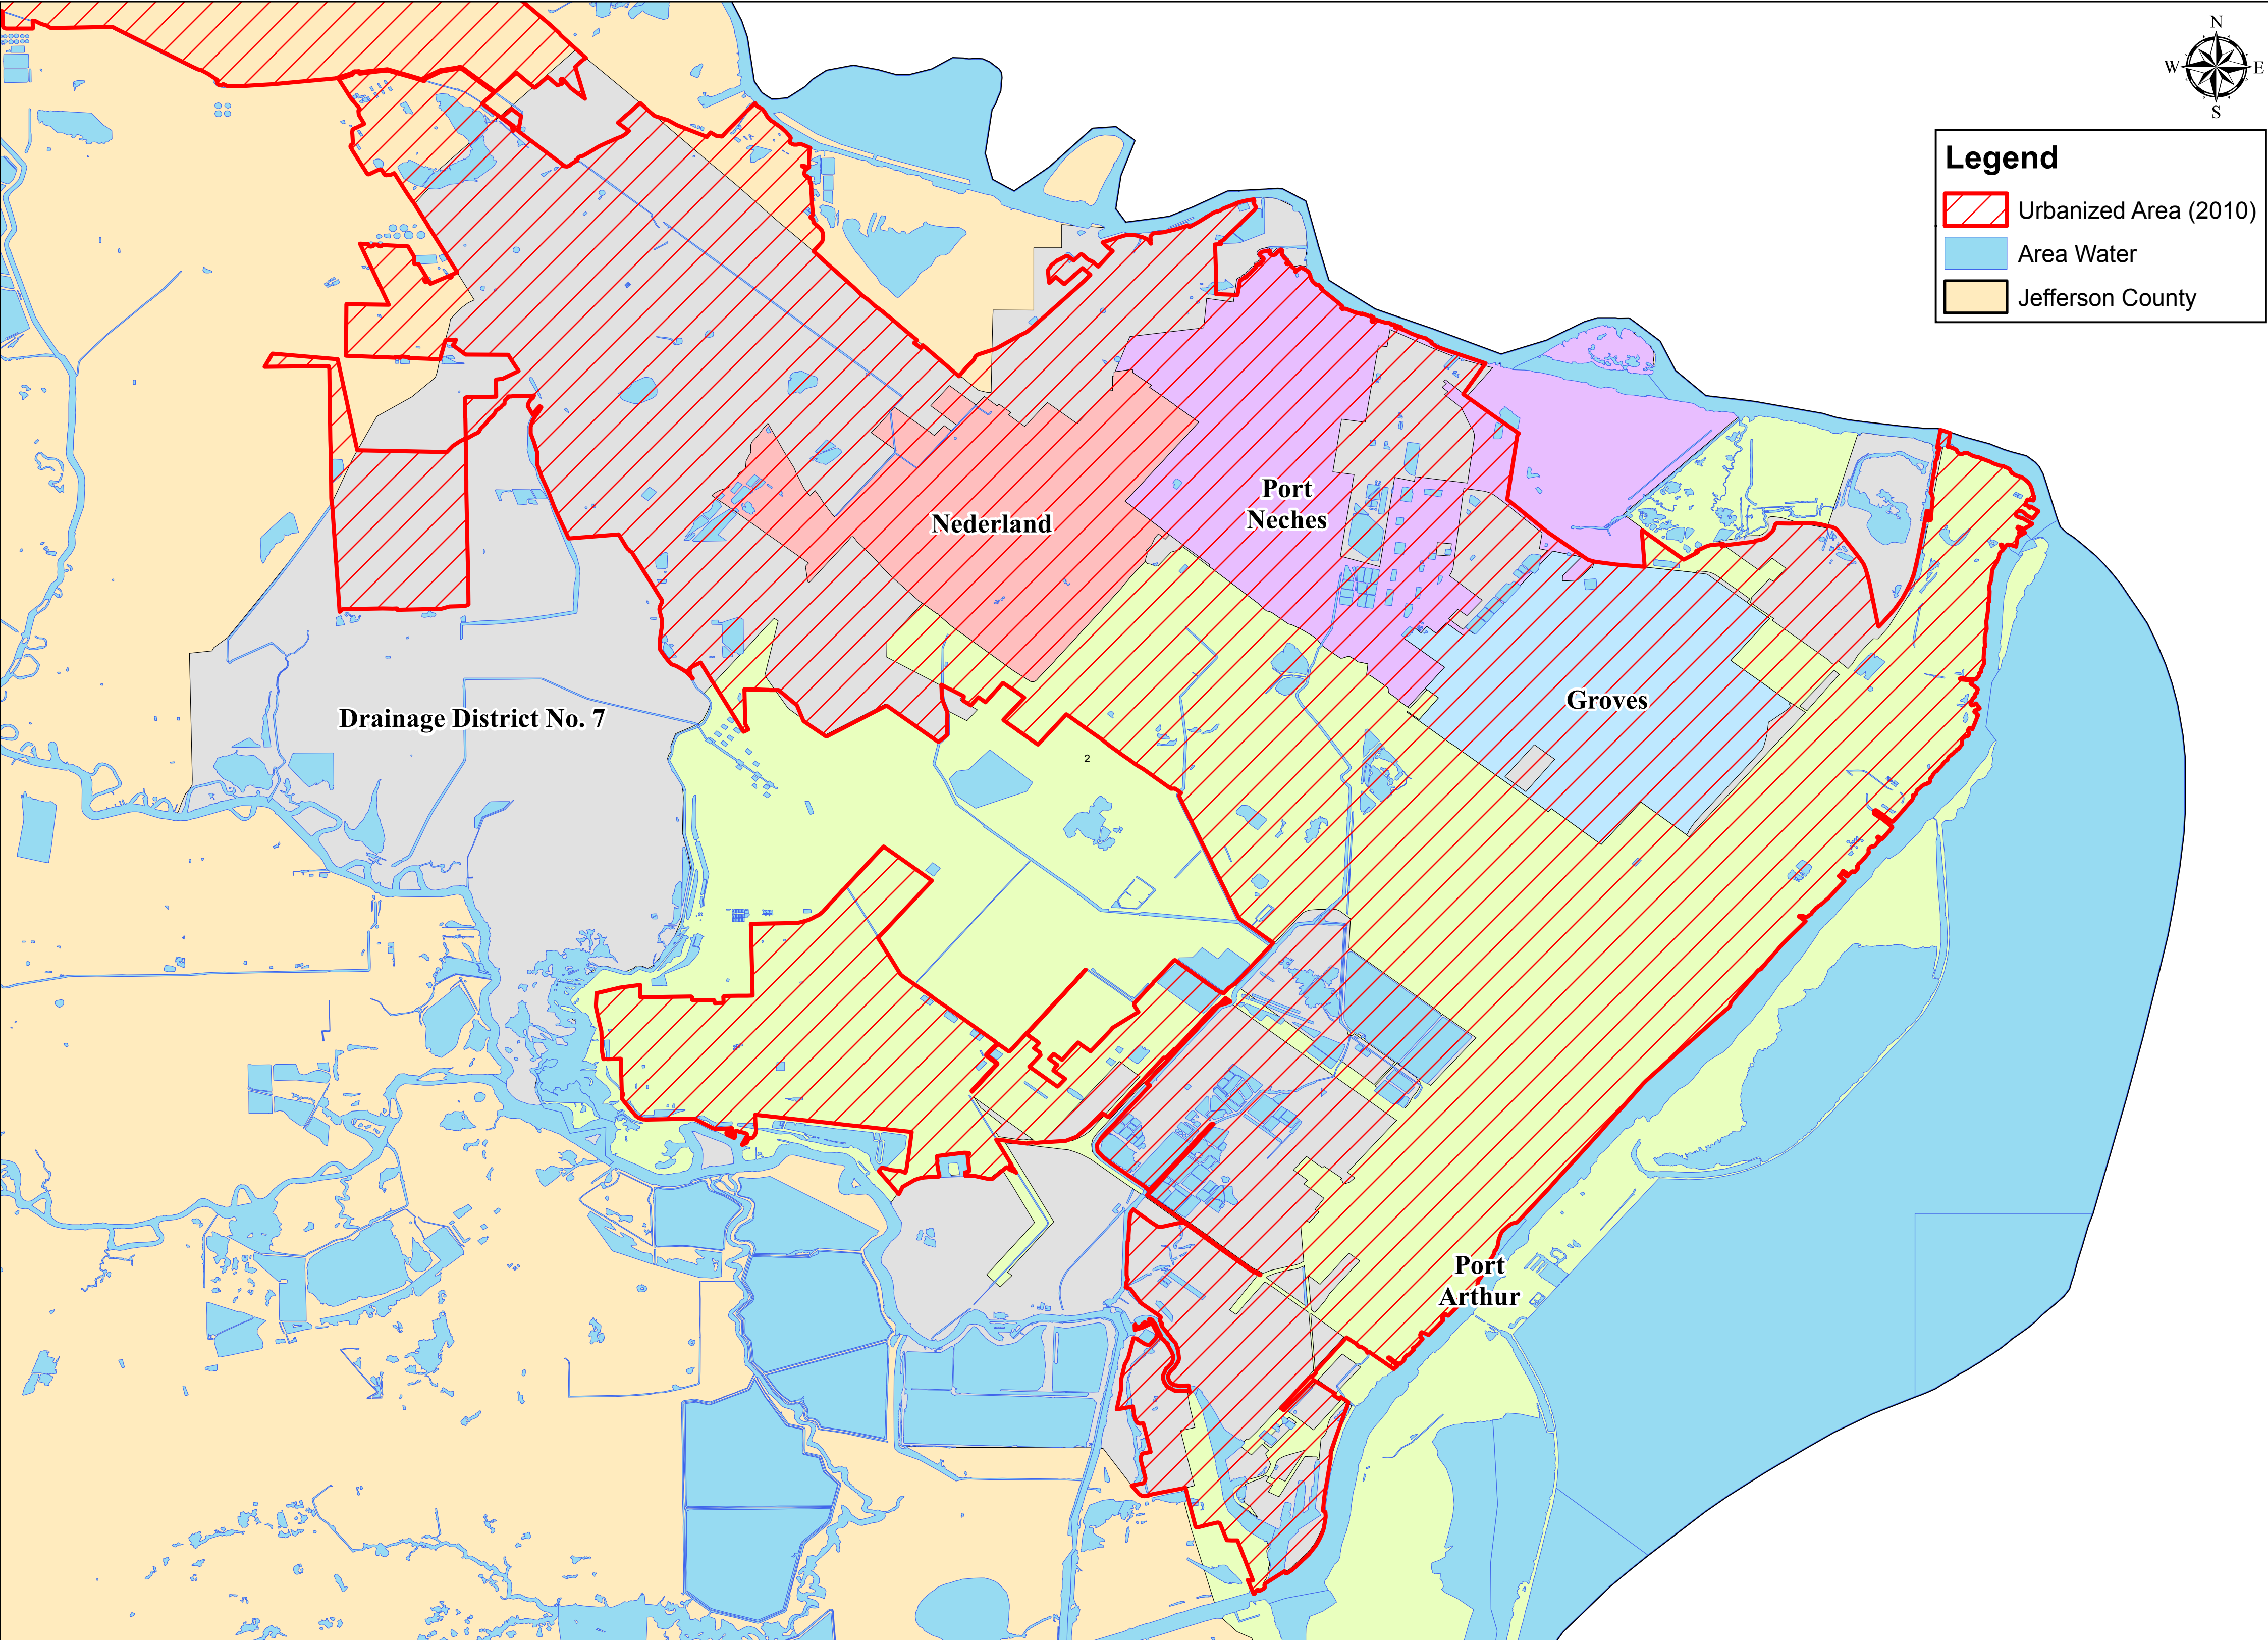 N
W E
S
Legend
Urbanized Area (2010)
Area Water
Jefferson County
Port
Neches
Nederland
Groves
Drainage District No. 7
2
Port
Arthur